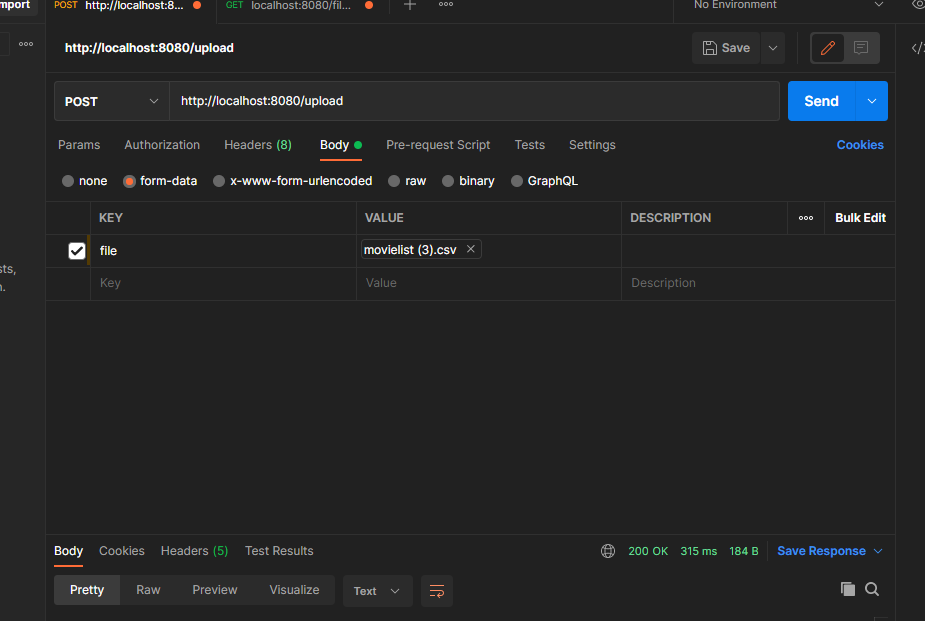 mport
POST http://localhost:8... GET localhost:8080/fil... No Environment
http://localhost:8080/upload Save
POST http://localhost:8080/upload Send
Params Authorization Headers (8) Body Pre-request Script Tests Settings Cookies
none form-data x-www-form-urlencoded raw binary GraphQL
KEY VALUE DESCRIPTION Bulk Edit
file movielist (3).csv
sts,
Key Value Description
n.
Body Cookies Headers (5) Test Results 200 OK 315 ms 184 B Save Response
Pretty Raw Preview Visualize Text